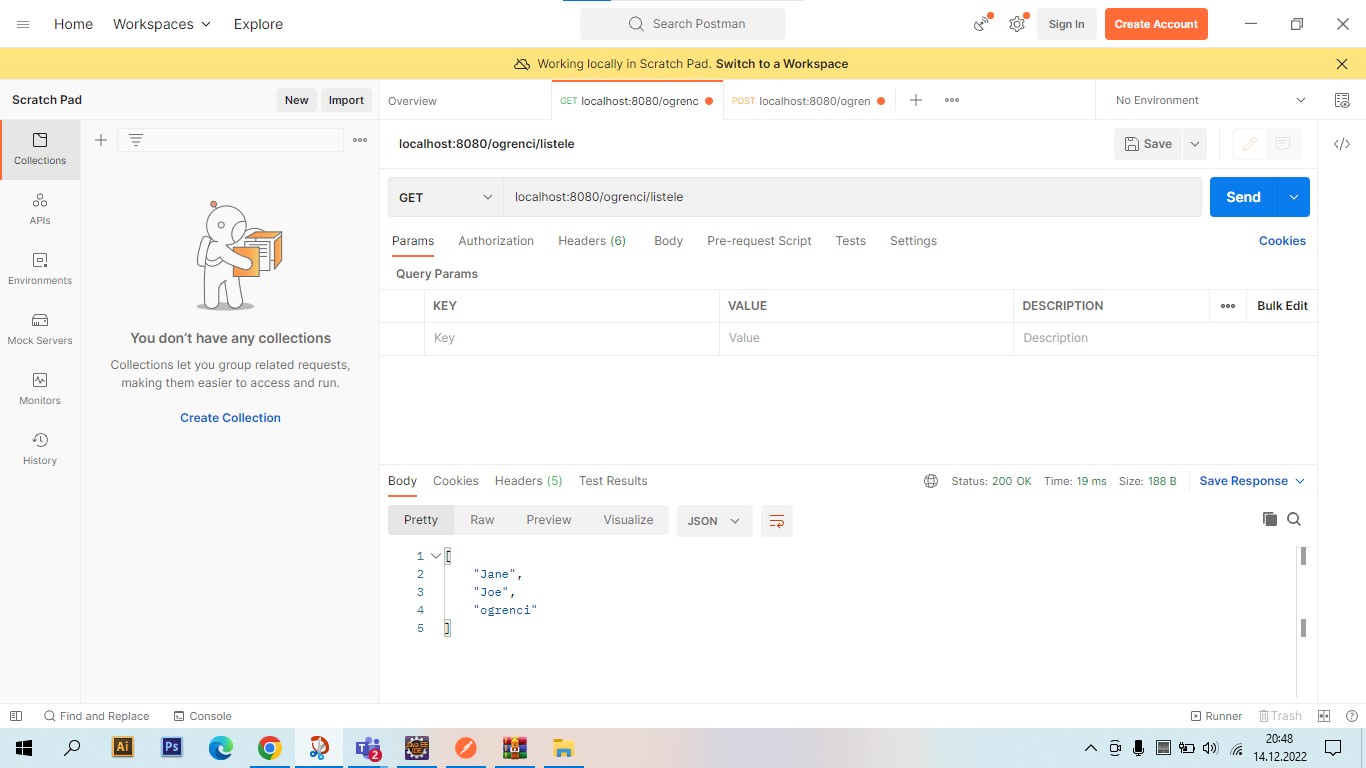 Home Workspaces Explore Search Postman Sign In Create Account
Working locally in Scratch Pad. Switch to a Workspace
Scratch Pad New Import Overview GET localhost:8080/ogrenc POST localhost:8080/ogren No Environment
Collections
APIs
Environments
Mock Servers
Monitors
History
You don't have any collections
Collections let you group related requests,
making them easier to access and run.
Create Collection
localhost:8080/ogrenci/listele Save
GET localhost:8080/ogrenci/listele Send
Params Authorization Headers (6) Body Pre-request Script Tests Settings Cookies
Query Params
KEY VALUE DESCRIPTION Bulk Edit
Key Value Description
Body Cookies Headers (5) Test Results Status: 200 OK Time: 19 ms Size: 188 B Save Response
Pretty Raw Preview Visualize JSON
1 [
2 "Jane",
3 "Joe",
4 "ogrenci"
5 ]
Find and Replace Console Runner Trash
Ai Ps T 2 Java EE IDE 20:48
14.12.2022